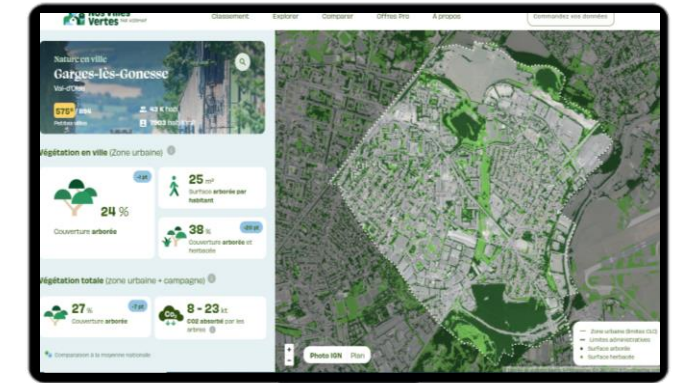 Nos Villes
Vertes
Classement
Explorer
Comparer
Offres Pro
A propos
Commandez vos données
Nature en ville
Garges-lès-Gonesse
Val-d'Oise
575e
43 K
Végétation en ville (Zone urbaine)
24 %
Couverture arborée
25 m²
Surface arborée par
habitant
38 %
Couverture arborée et
herbacée
Végétation totale (zone urbaine + campagne)
27 %
Couverture arborée
CO2
8 - 23 kt
CO2 absorbé par les
arbres
Comparaison à la moyenne nationale
+
-
Photo IGN
Plan
Zone urbaine
Limites administratives
Surface arborée
Surface herbacée